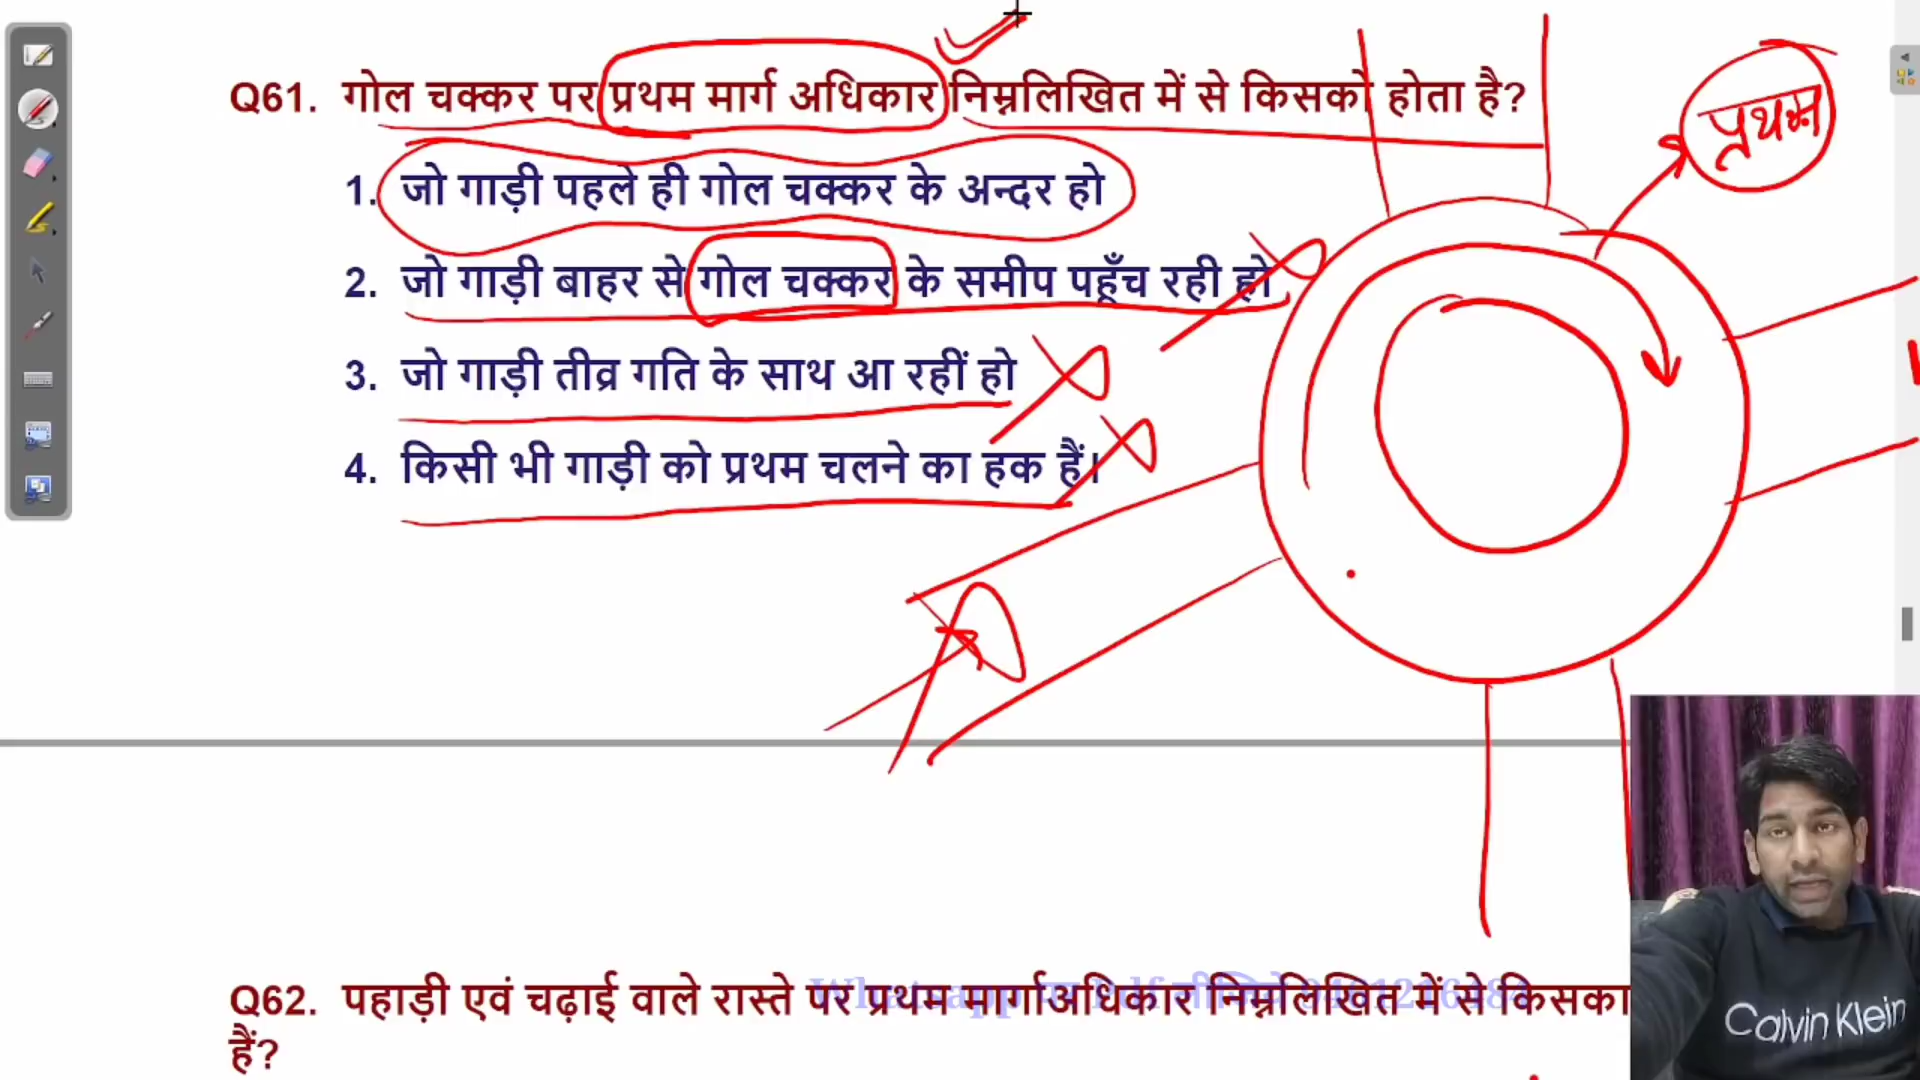 Q61. गोल चक्कर पर प्रथम मार्ग अधिकार निम्नलिखित में से किसको होता है?
प्रथम
1. जो गाड़ी पहले ही गोल चक्कर के अन्दर हो
2. जो गाड़ी बाहर से गोल चक्कर के समीप पहूँच रही हो
3. जो गाड़ी तीव्र गति के साथ आ रहीं हो
4. किसी भी गाड़ी को प्रथम चलने का हक हैं।
Q62. पहाड़ी एवं चढ़ाई वाले रास्ते पर प्रथम मार्गाअधिकार निम्नलिखित में से किसका
हैं?
Calvin Klein